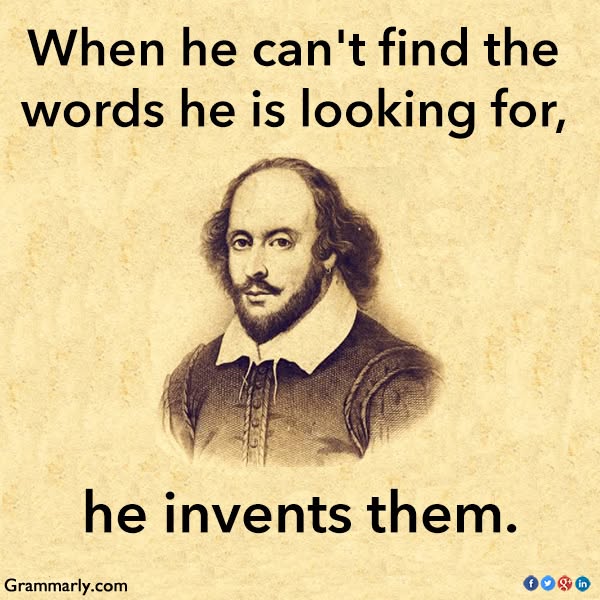 When he can't find the
words he is looking for,
he invents them.
Grammarly.com